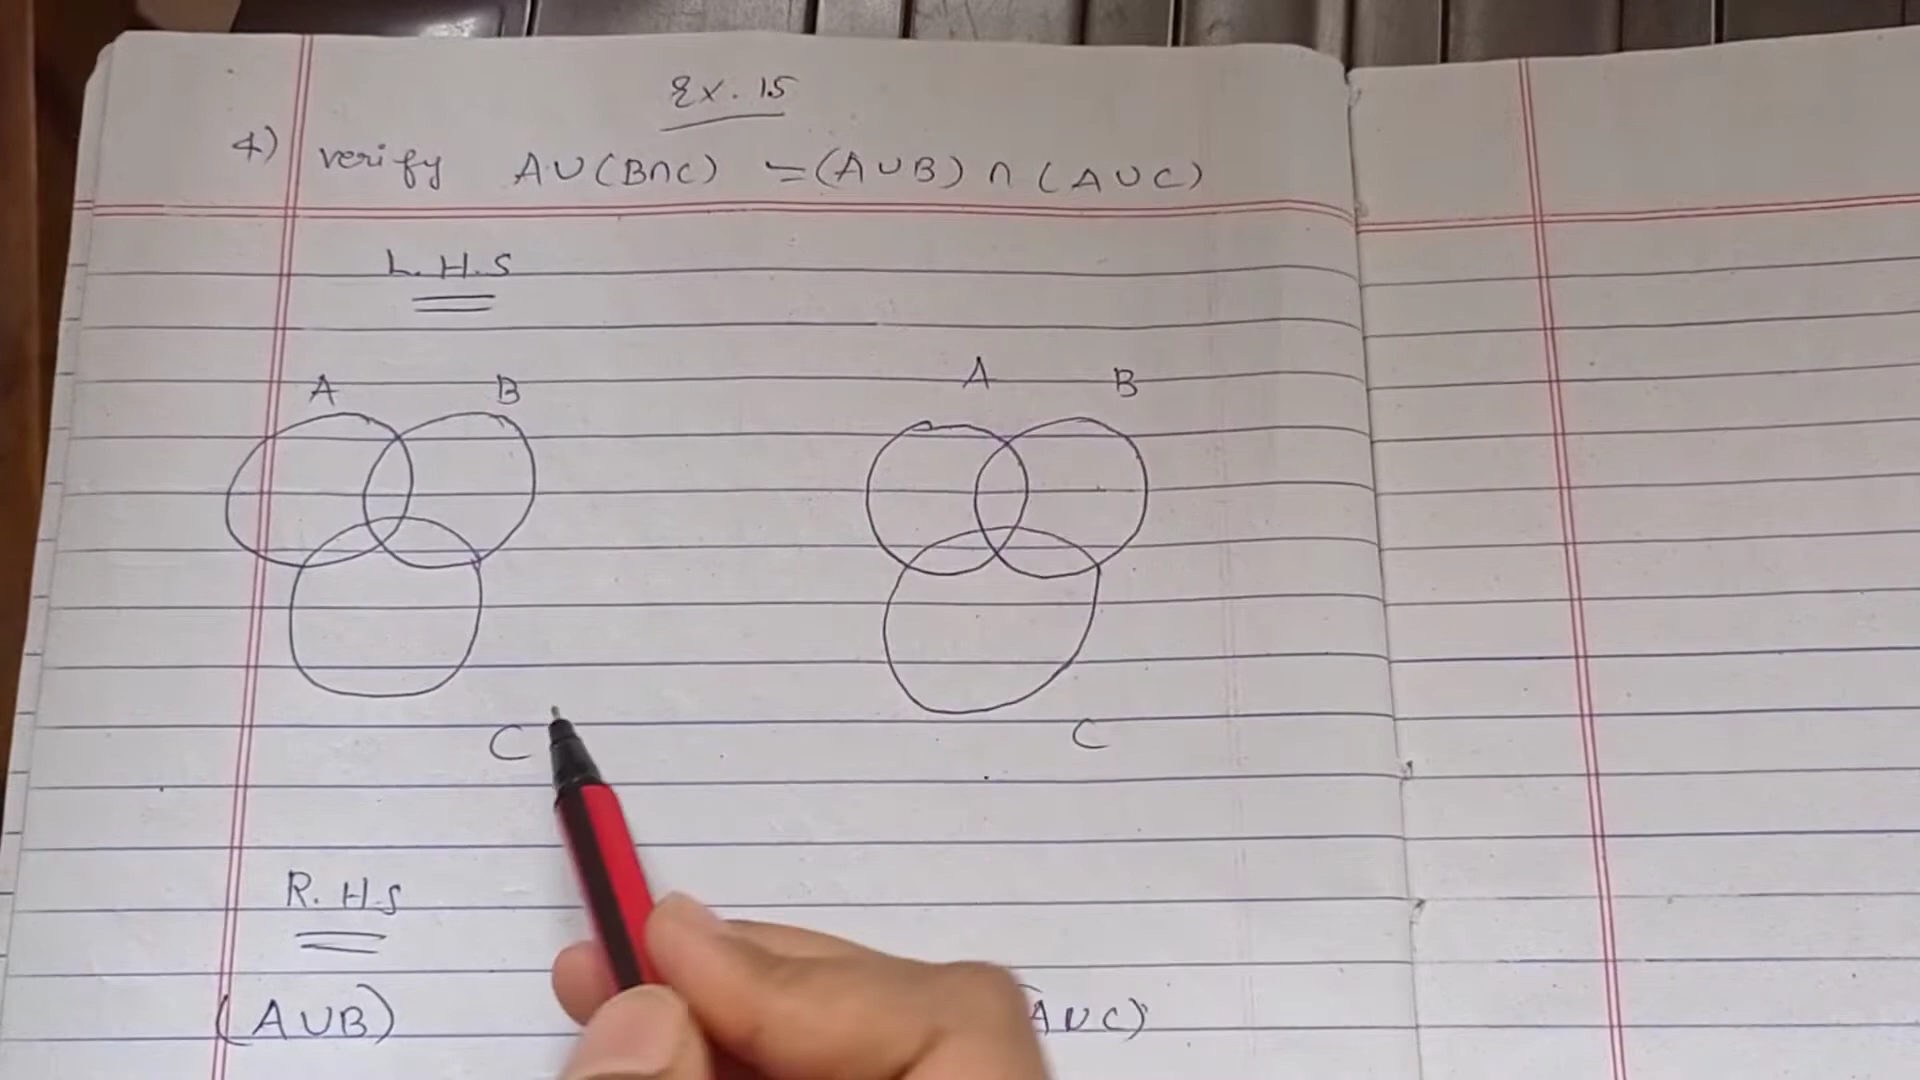 Ex. 15
4) verify A∪(B∩C) = (A∪B) ∩ (A∪C)
L.H.S
A B A B
C C
R.H.S
(A∪B) (A∪C)